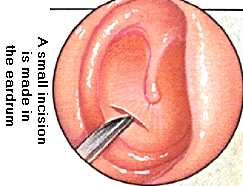 A small incision
is made in
the eardrum